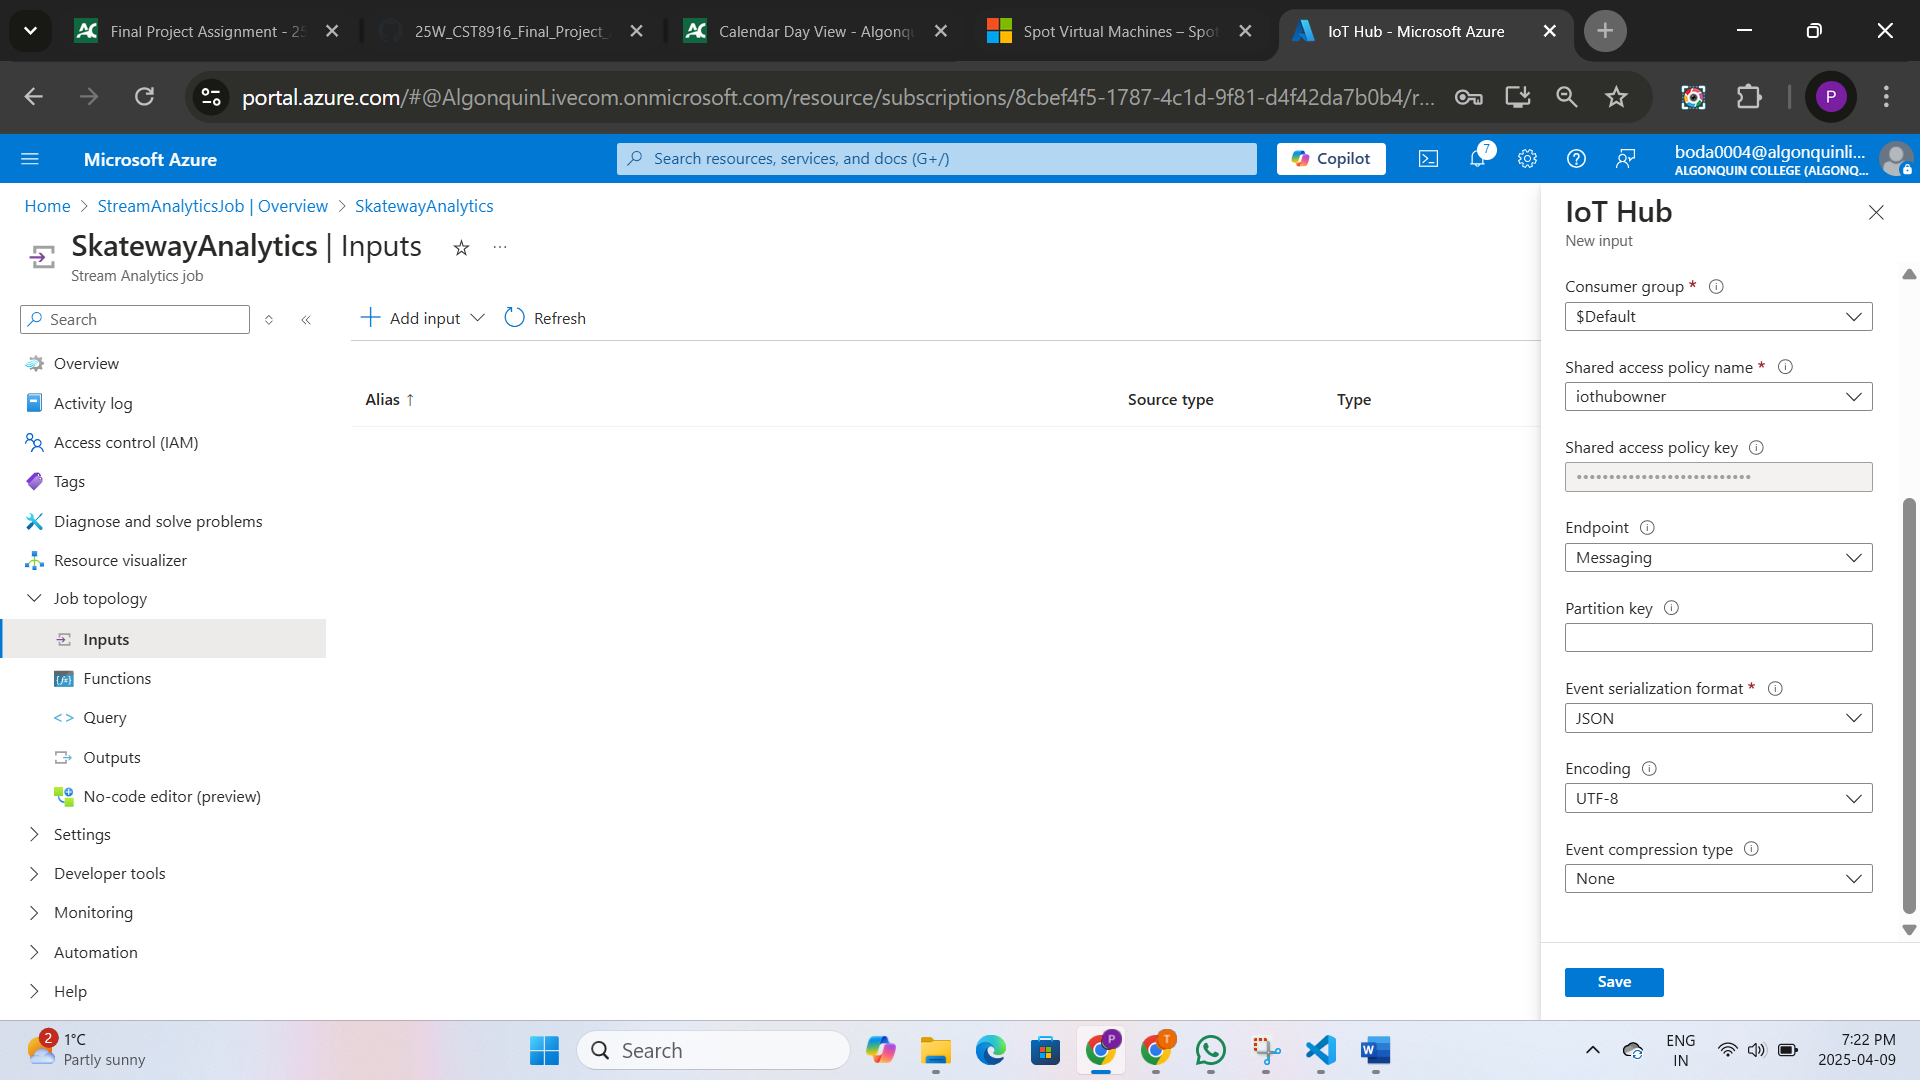 Final Project Assignment - 25
25W_CST8916_Final_Project_
Calendar Day View - Algonqu
Spot Virtual Machines – Spot
IoT Hub - Microsoft Azure
portal.azure.com/#@AlgonquinLivecom.onmicrosoft.com/resource/subscriptions/8cbef4f5-1787-4c1d-9f81-d4f42da7b0b4/r...
P
Microsoft Azure
Search resources, services, and docs (G+/)
Copilot
7
boda0004@algonquinli...
ALGONQUIN COLLEGE (ALGONQ...
Home > StreamAnalyticsJob | Overview > SkatewayAnalytics
SkatewayAnalytics | Inputs
Stream Analytics job
Search
Add input
Refresh
Alias ↑
Source type
Type
Overview
Activity log
Access control (IAM)
Tags
Diagnose and solve problems
Resource visualizer
Job topology
Inputs
Functions
Query
Outputs
No-code editor (preview)
Settings
Developer tools
Monitoring
Automation
Help
IoT Hub
New input
Consumer group *
$Default
Shared access policy name *
iothubowner
Shared access policy key
•••••••••••••••••••••••••••
Endpoint
Messaging
Partition key
Event serialization format *
JSON
Encoding
UTF-8
Event compression type
None
Save
2
1°C
Partly sunny
Search
P
T
ENG
IN
7:22 PM
2025-04-09